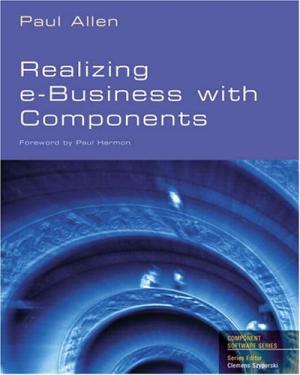 Paul Allen
Realizing
e-Business with
Components
Foreword by Paul Harmon
COMPONENT
SOFTWARE SERIES
Series Editor
Clemens Szyperski